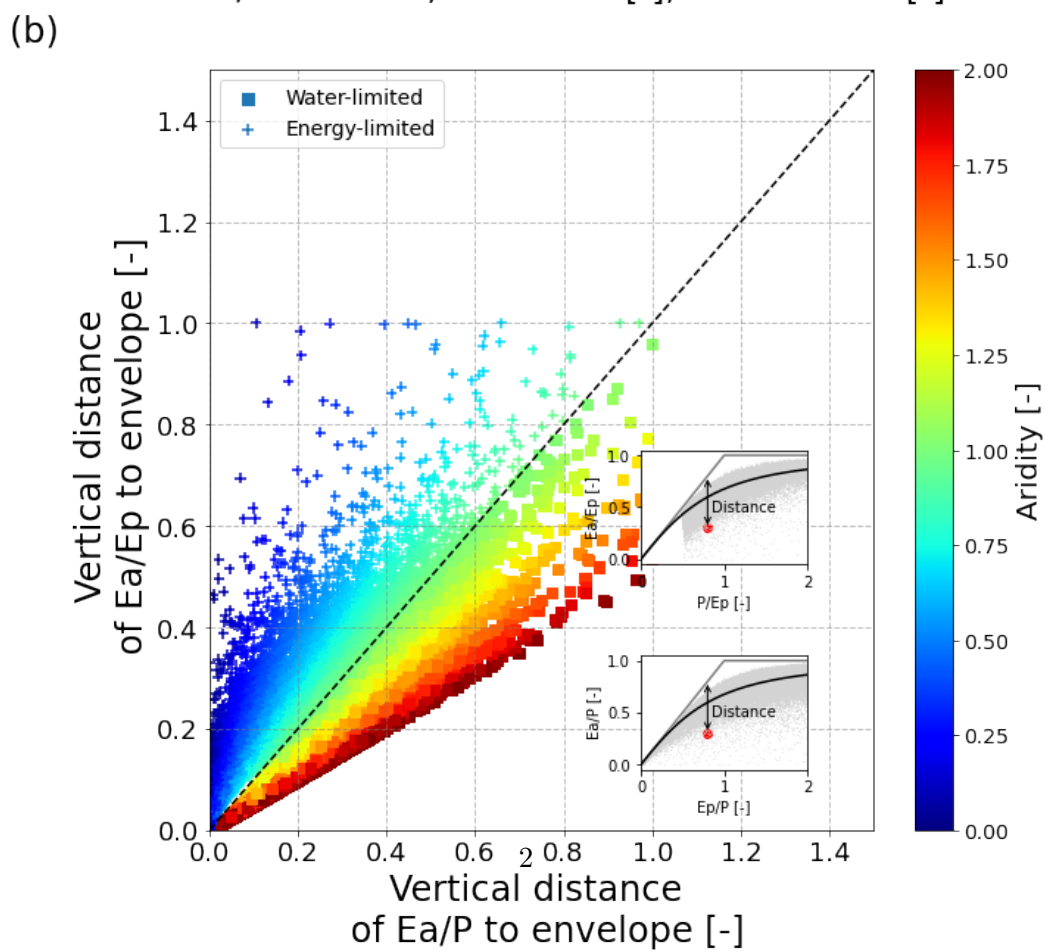 (b)
Water-limited
Energy-limited
1.4
1.2
1.0
0.8
0.6
0.4
0.2
0.0
Vertical distance
of Ea/Ep to envelope [-]
0.0
0.2
0.4
0.6
0.8
1.0
1.2
1.4
2
Vertical distance
of Ea/P to envelope [-]
1.0
0.5
0.0
Ea/Ep [-]
Distance
0
1
2
P/Ep [-]
1.0
0.5
0.0
Ea/P [-]
Distance
0
1
2
Ep/P [-]
2.00
1.75
1.50
1.25
1.00
0.75
0.50
0.25
0.00
Aridity [-]